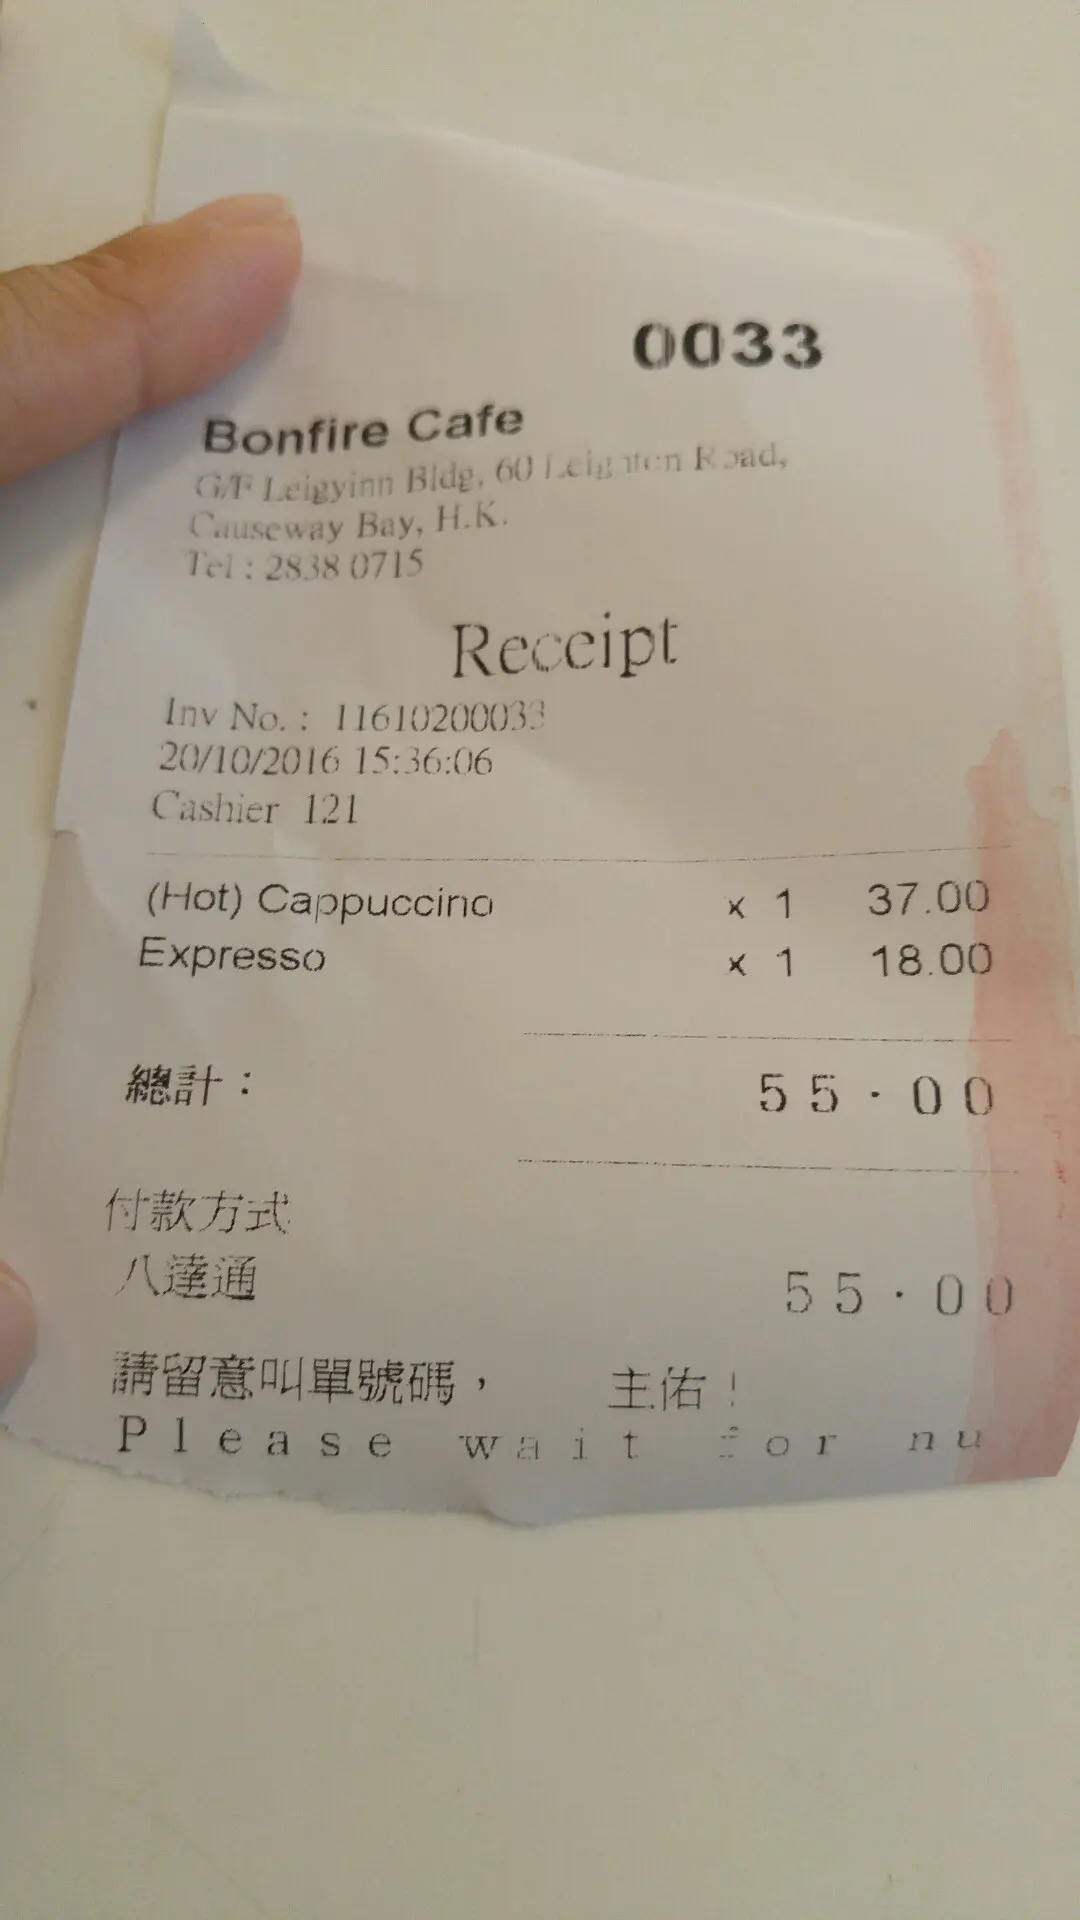 0033
Bonfire Cafe
G/F Leigyinn Bldg, 60 Leighton Road,
Causeway Bay, H.K.
Tel : 2838 0715
Receipt
Inv No. : 11610200033
20/10/2016 15:36:06
Cashier 121
(Hot) Cappuccino x 1 37.00
Expresso x 1 18.00
總計： 55.00
付款方式
八達通 55.00
請留意叫單號碼， 主佑！
Please wait for nu